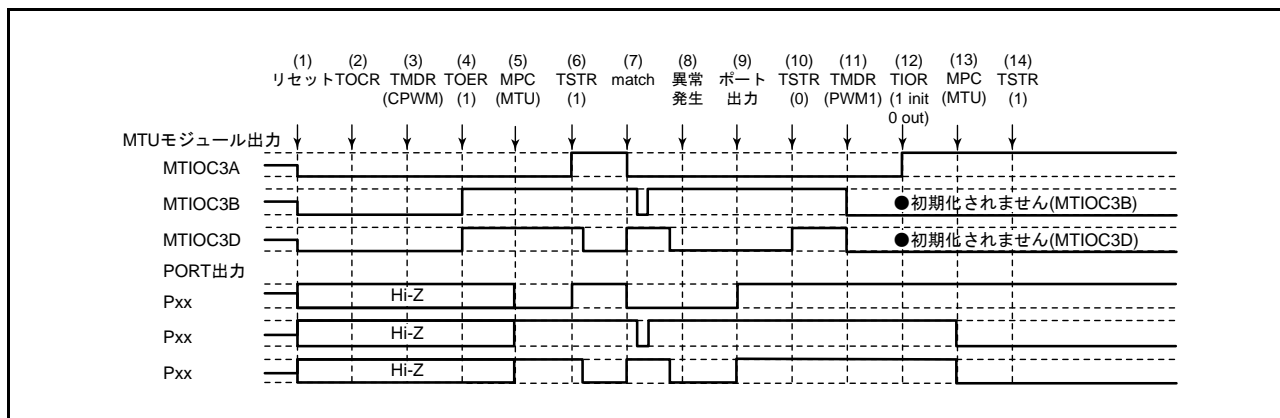 (1) (2) (3) (4) (5) (6) (7) (8) (9) (10) (11) (12) (13) (14)
リセット TOCR TMDR TOER MPC TSTR match 異常 ポート TSTR TMDR TIOR MPC TSTR
(CPWM) (1) (MTU) (1) 発生 出力 (0) (PWM1) (1 init (MTU) (1)
0 out)
MTUモジュール出力
MTIOC3A
MTIOC3B ●初期化されません(MTIOC3B)
MTIOC3D ●初期化されません(MTIOC3D)
PORT出力
Pxx Hi-Z
Pxx Hi-Z
Pxx Hi-Z